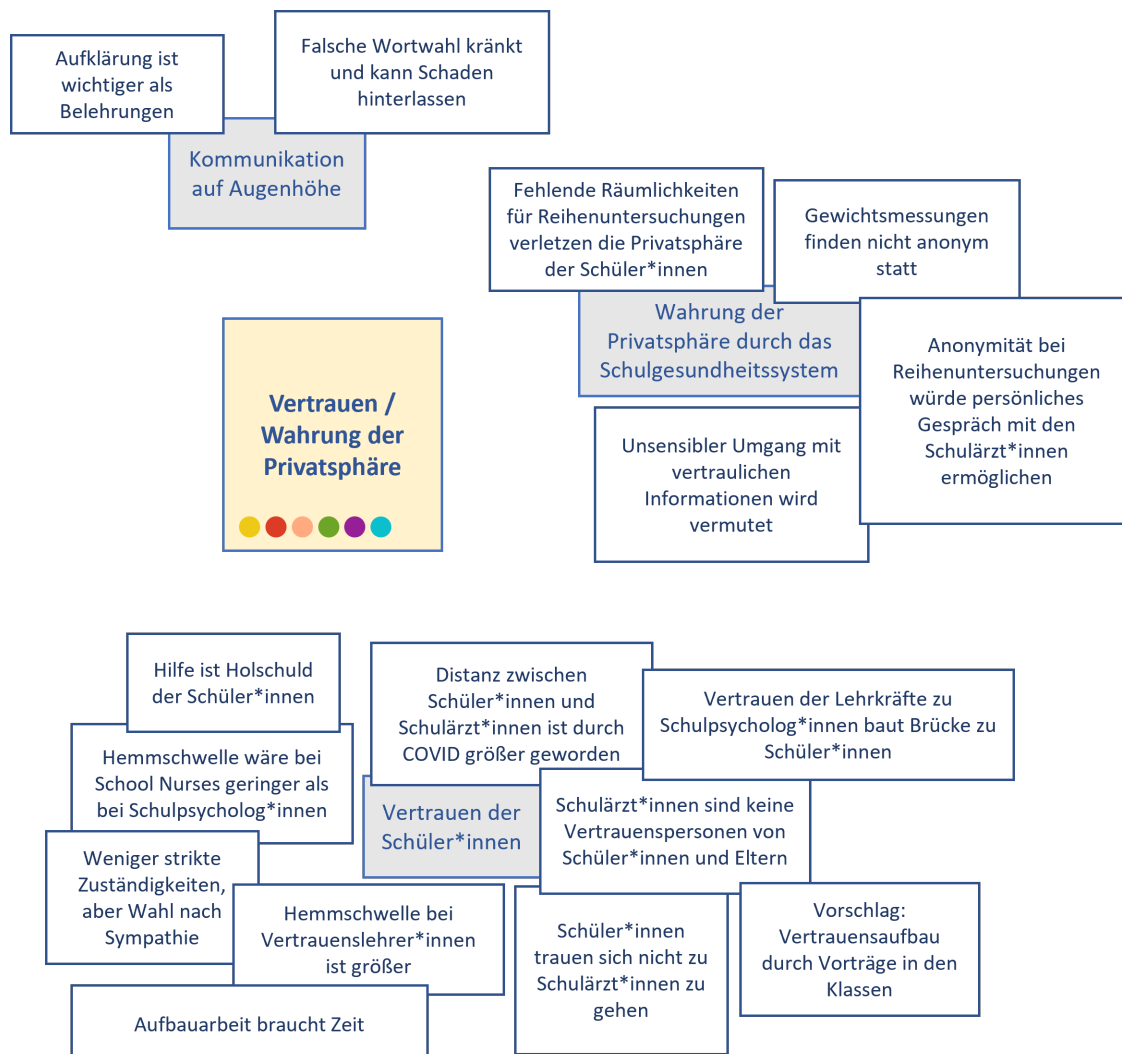 Aufklärung ist
wichtiger als
Belehrungen
Falsche Wortwahl kränkt
und kann Schaden
hinterlassen
Kommunikation
auf Augenhöhe
Fehlende Räumlichkeiten
für Reihenuntersuchungen
verletzen die Privatsphäre
der Schüler*innen
Gewichtsmessungen
finden nicht anonym
statt
Wahrung der
Privatsphäre durch das
Schulgesundheitssystem
Anonymität bei
Reihenuntersuchungen
würde persönliches
Gespräch mit den
Schulärzt*innen
ermöglichen
Unsensibler Umgang mit
vertraulichen
Informationen wird
vermutet
Vertrauen /
Wahrung der
Privatsphäre
Hilfe ist Holschuld
der Schüler*innen
Distanz zwischen
Schüler*innen und
Schulärzt*innen ist durch
COVID größer geworden
Vertrauen der Lehrkräfte zu
Schulpsycholog*innen baut Brücke zu
Schüler*innen
Hemmschwelle wäre bei
School Nurses geringer als
bei Schulpsycholog*innen
Vertrauen der
Schüler*innen
Schulärzt*innen sind keine
Vertrauenspersonen von
Schüler*innen und Eltern
Weniger strikte
Zuständigkeiten,
aber Wahl nach
Sympathie
Hemmschwelle bei
Vertrauenslehrer*innen
ist größer
Schüler*innen
trauen sich nicht zu
Schulärzt*innen zu
gehen
Vorschlag:
Vertrauensaufbau
durch Vorträge in den
Klassen
Aufbauarbeit braucht Zeit